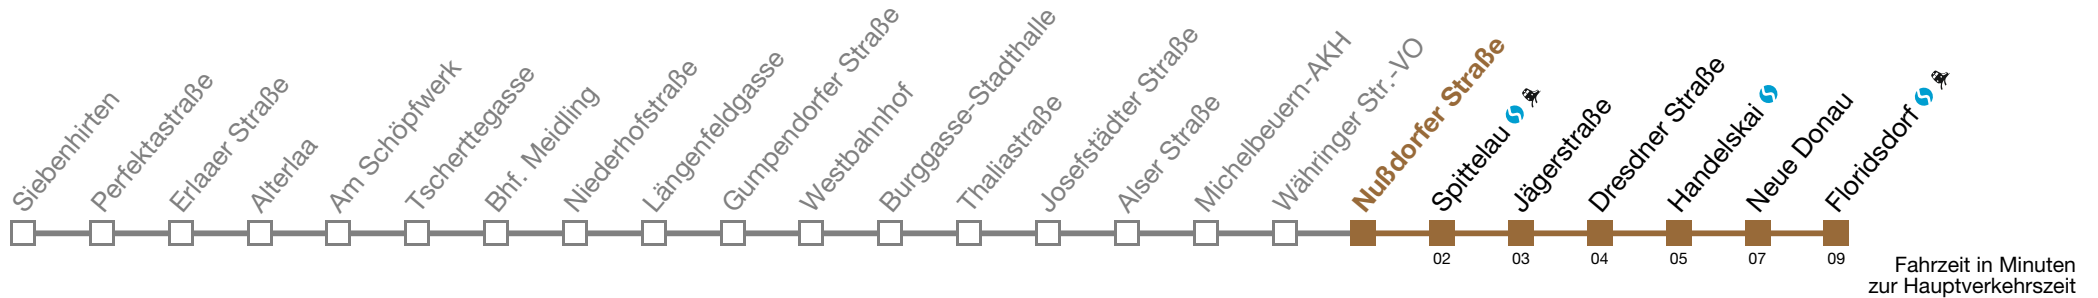 Siebenhirten
Perfektastraße
Erlaaer Straße
Alterlaa
Am Schöpfwerk
Tscherttegasse
Bhf. Meidling
Niederhofstraße
Längenfeldgasse
Gumpendorfer Straße
Westbahnhof
Burggasse-Stadthalle
Thaliastraße
Josefstädter Straße
Alser Straße
Michelbeuern-AKH
Währinger Str.-VO
Nußdorfer Straße
Spittelau
Jägerstraße
Dresdner Straße
Handelskai
Neue Donau
Floridsdorf
02
03
04
05
07
09
Fahrzeit in Minuten
zur Hauptverkehrszeit